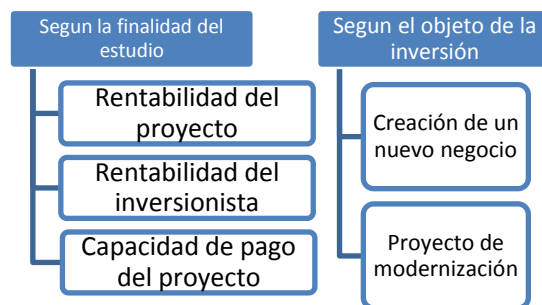 Segun la finalidad del
estudio
Rentabilidad del
proyecto
Rentabilidad del
inversionista
Capacidad de pago
del proyecto
Segun el objeto de la
inversión
Creación de un
nuevo negocio
Proyecto de
modernización